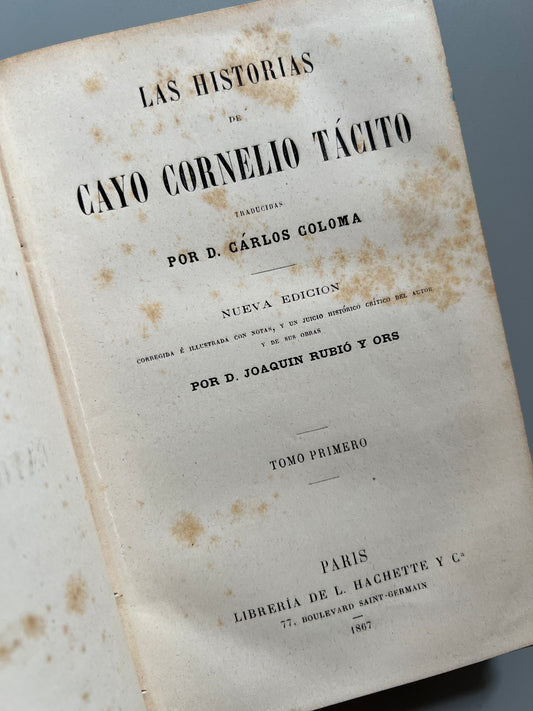 LAS HISTORIAS
DE
CAYO CORNELIO TÁCITO
TRADUCIDAS
POR D. CÁRLOS COLOMA
NUEVA EDICION
CORREGIDA É ILLUSTRADA CON NOTAS, Y UN JUICIO HISTÓRICO CRÍTICO DEL AUTOR
Y DE SUS OBRAS
POR D. JOAQUIN RUBIÓ Y ORS
TOMO PRIMERO
PARIS
LIBRERÍA DE L. HACHETTE Y Cª
77, BOULEVARD SAINT-GERMAIN
1867